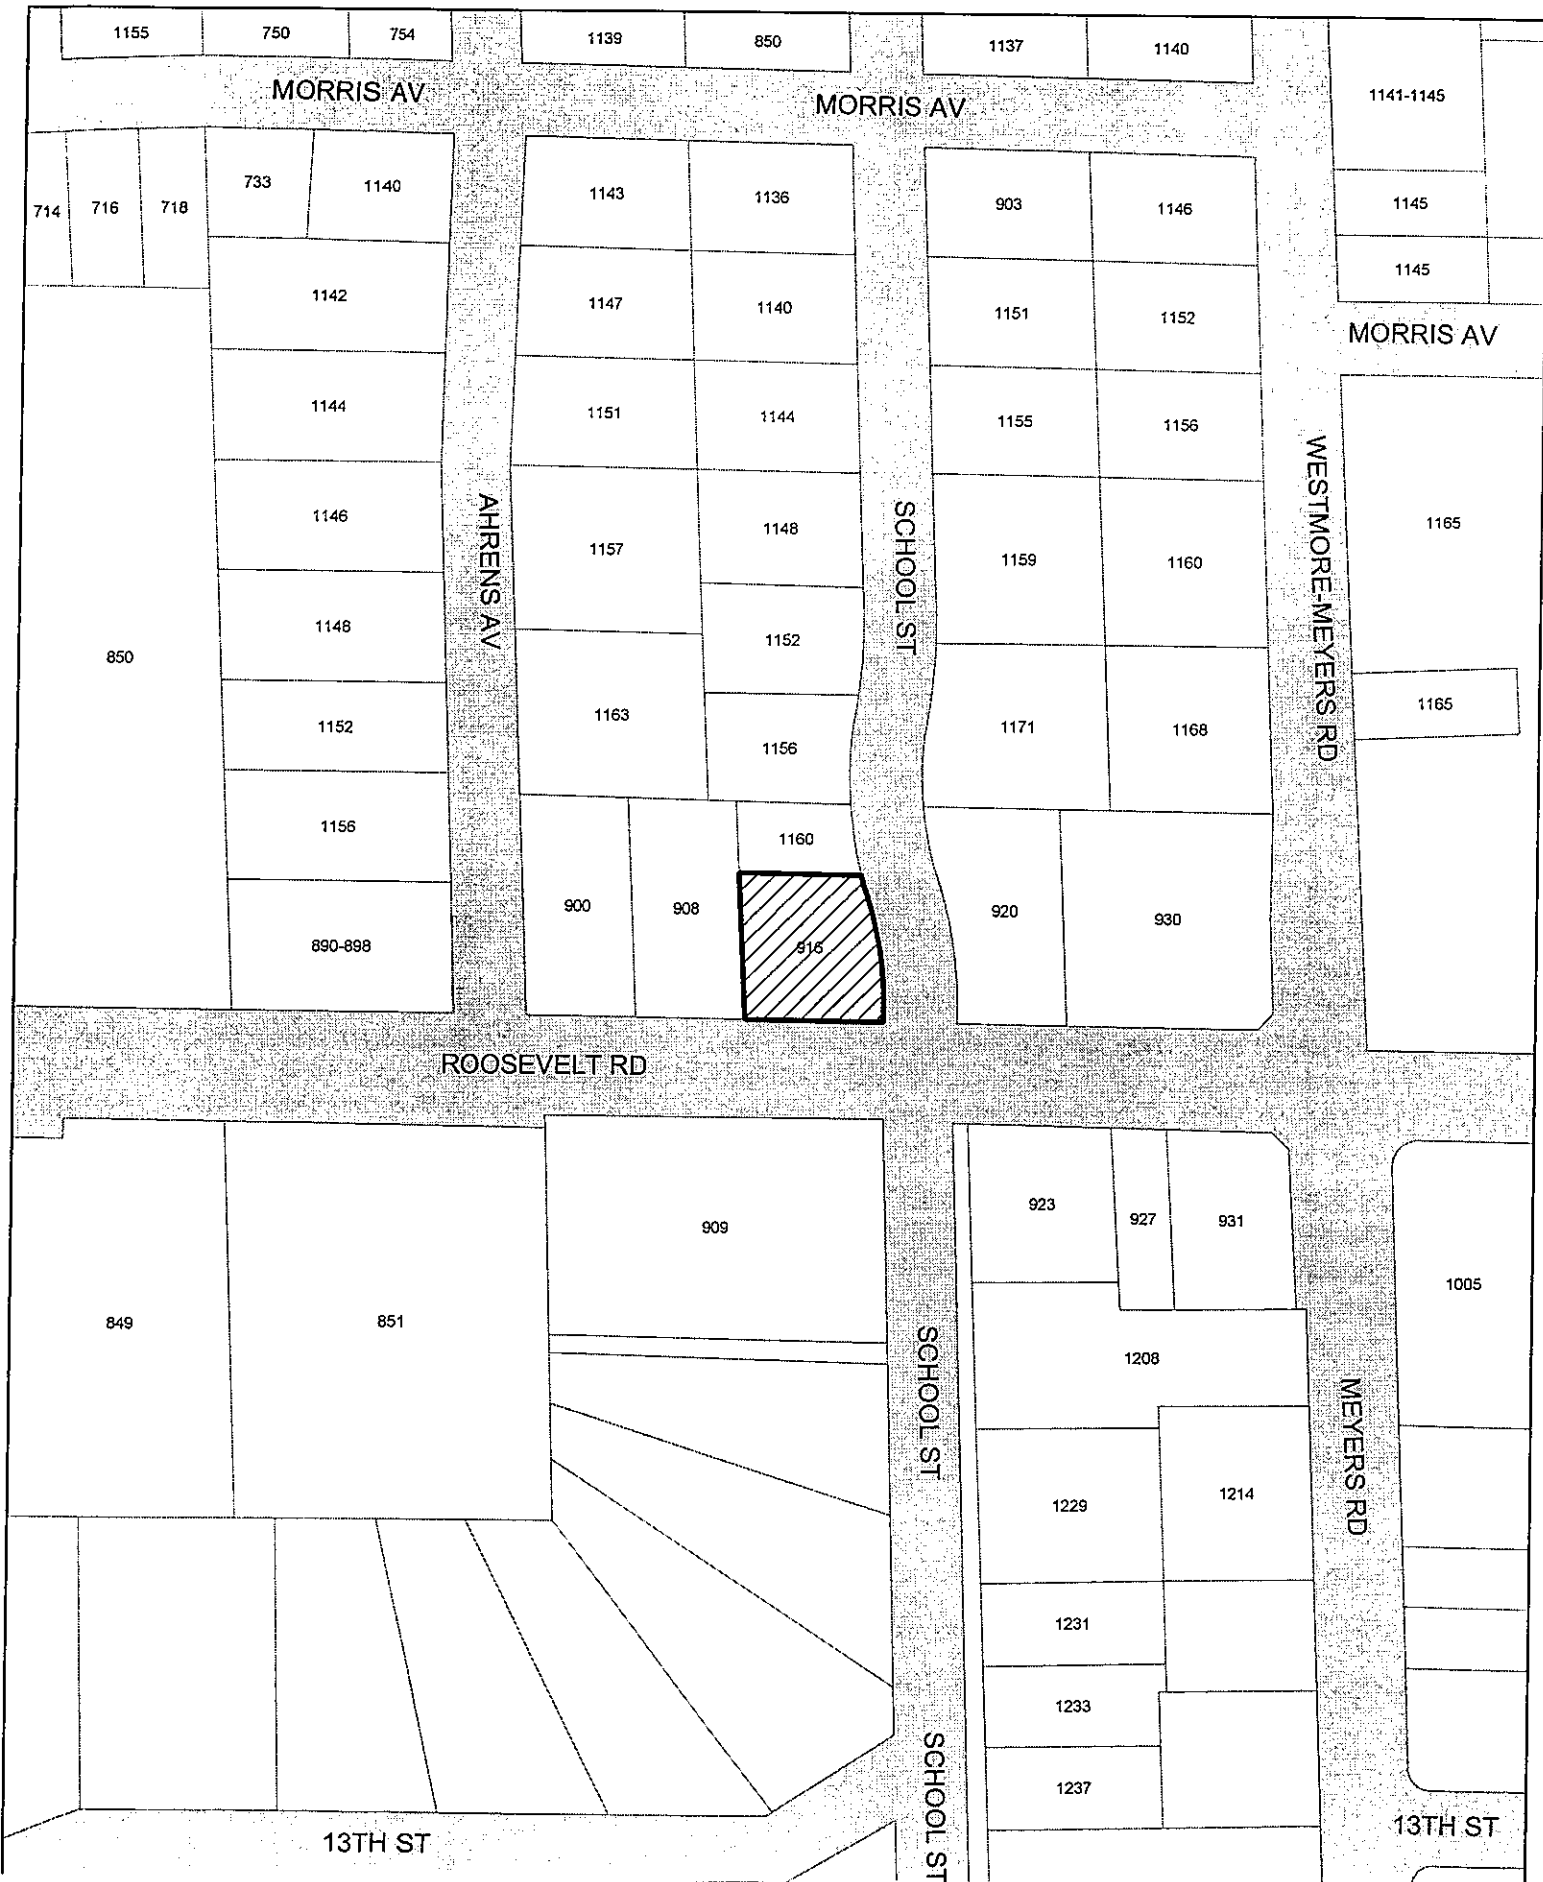 1155 750 754 1139 850 1137 1140
MORRIS AV MORRIS AV 1141-1145
714 716 718 733 1140 1143 1136 903 1146 1145
1142 1147 1140 1151 1152 1145
MORRIS AV
1144 1151 1144 1155 1156
AHRENS AV
SCHOOL ST
WESTMORE-MEYERS RD
1146 1157 1148 1159 1160 1165
850 1148 1152
1152 1163 1156 1171 1168 1165
1156 1160
890-898 900 908 916 920 930
ROOSEVELT RD
849 851 909 923 927 931 1005
SCHOOL ST
1208
MEYERS RD
1229 1214
1231
1233
SCHOOL ST
1237
13TH ST 13TH ST